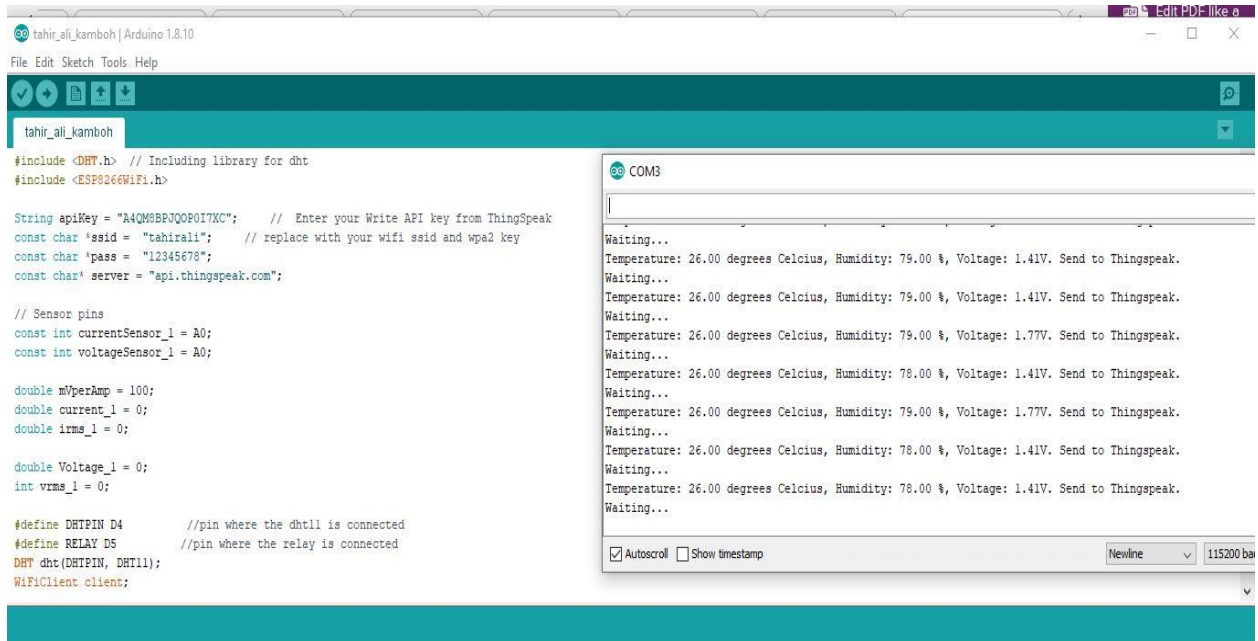 Edit PDF like a
tahir_ali_kamboh | Arduino 1.8.10
File Edit Sketch Tools Help
tahir_ali_kamboh
#include <DHT.h>  // Including library for dht
#include <ESP8266WiFi.h>
String apiKey = "A4QM8BPJQOP0I7XC";    //  Enter your Write API key from ThingSpeak
const char *ssid =  "tahirali";    // replace with your wifi ssid and wpa2 key
const char *pass =  "12345678";
const char* server = "api.thingspeak.com";
// Sensor pins
const int currentSensor_1 = A0;
const int voltageSensor_1 = A0;
double mVperAmp = 100;
double current_1 = 0;
double irms_1 = 0;
double Voltage_1 = 0;
int vrms_1 = 0;
#define DHTPIN D4          //pin where the dht11 is connected
#define RELAY D5          //pin where the relay is connected
DHT dht(DHTPIN, DHT11);
WiFiClient client;
COM3
Waiting...
Temperature: 26.00 degrees Celcius, Humidity: 79.00 %, Voltage: 1.41V. Send to Thingspeak.
Waiting...
Temperature: 26.00 degrees Celcius, Humidity: 79.00 %, Voltage: 1.41V. Send to Thingspeak.
Waiting...
Temperature: 26.00 degrees Celcius, Humidity: 79.00 %, Voltage: 1.77V. Send to Thingspeak.
Waiting...
Temperature: 26.00 degrees Celcius, Humidity: 78.00 %, Voltage: 1.41V. Send to Thingspeak.
Waiting...
Temperature: 26.00 degrees Celcius, Humidity: 79.00 %, Voltage: 1.77V. Send to Thingspeak.
Waiting...
Temperature: 26.00 degrees Celcius, Humidity: 78.00 %, Voltage: 1.41V. Send to Thingspeak.
Waiting...
Temperature: 26.00 degrees Celcius, Humidity: 78.00 %, Voltage: 1.41V. Send to Thingspeak.
Waiting...
Autoscroll Show timestamp Newline 115200 bau